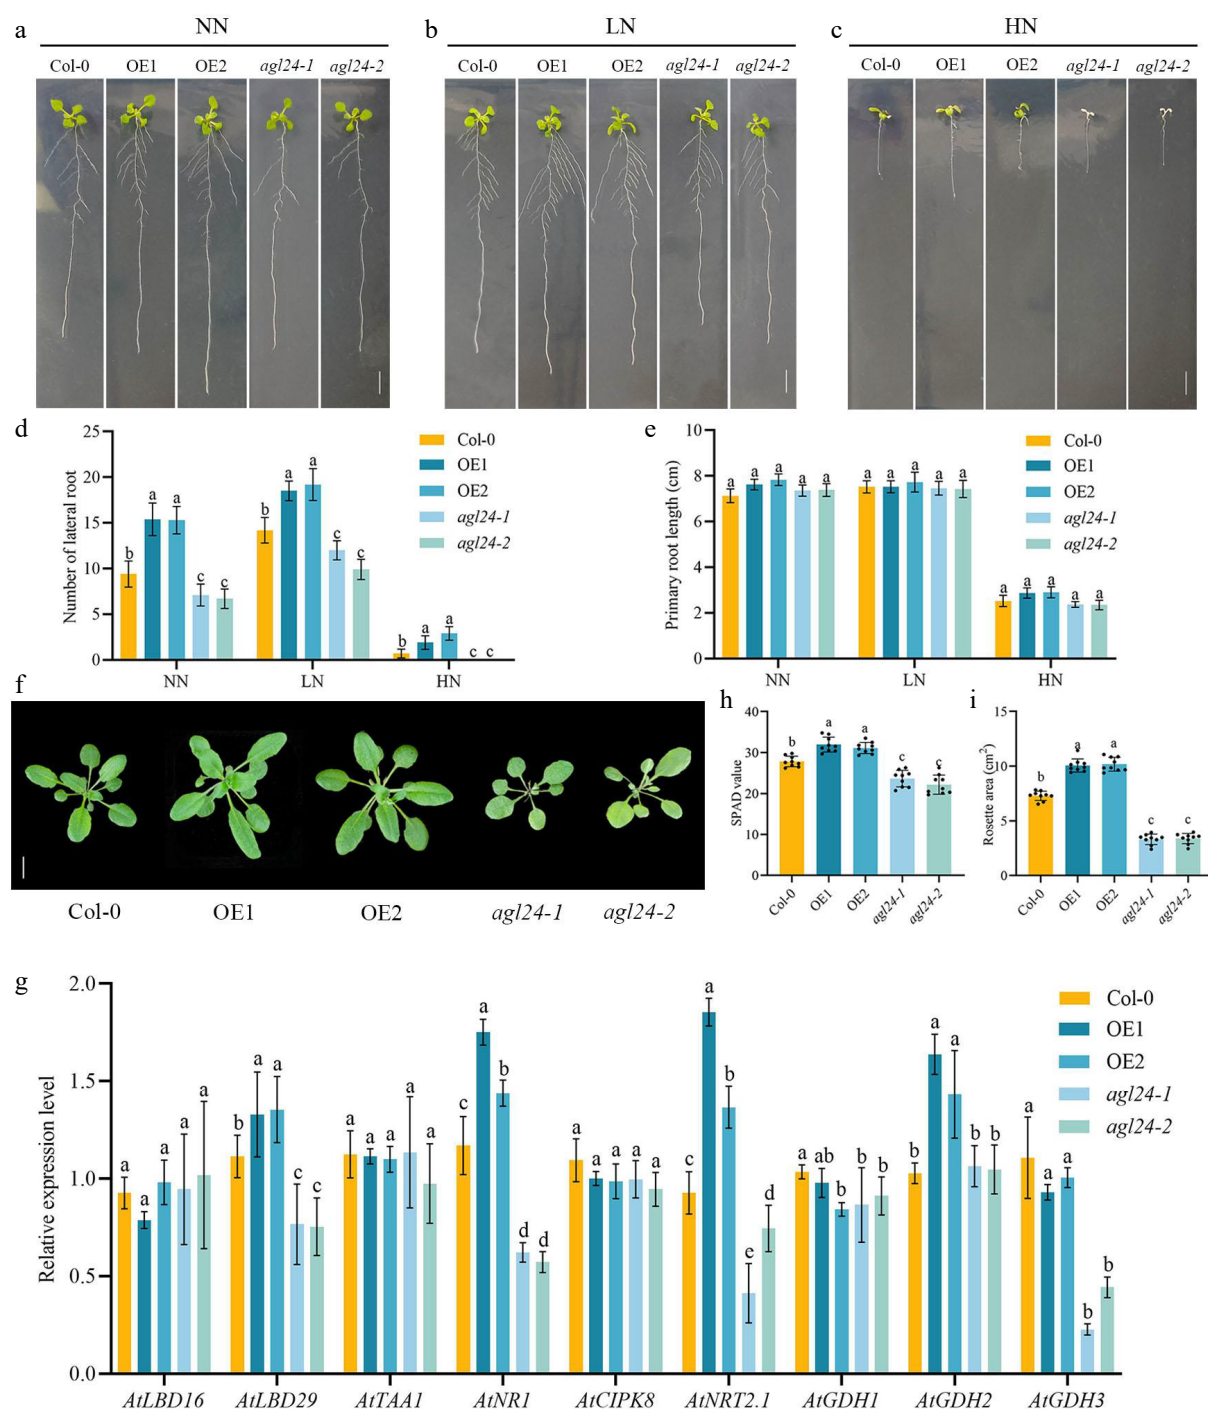 a NN
b LN
c HN
Col-0 OE1 OE2 agl24-1 agl24-2
Col-0 OE1 OE2 agl24-1 agl24-2
Col-0 OE1 OE2 agl24-1 agl24-2
d
Number of lateral root
25
20
15
10
5
0
b a a c c
b a a c c
b a a c c
NN LN HN
Col-0
OE1
OE2
agl24-1
agl24-2
e
Primary root length (cm)
10
8
6
4
2
0
a a a a a
a a a a a
a a a a a
NN LN HN
Col-0
OE1
OE2
agl24-1
agl24-2
f
Col-0 OE1 OE2 agl24-1 agl24-2
h
SPAD value
40
30
20
10
0
b a a c c
Col-0 OE1 OE2 agl24-1 agl24-2
i
Rosette area (cm2)
15
10
5
0
b a a c c
Col-0 OE1 OE2 agl24-1 agl24-2
g
Relative expression level
2.0
1.5
1.0
0.5
0.0
a a a a a
b a a c c
a a a a a
c a b d d
a a a a a
c a b e d
a ab b b b
b a a b b
a a a b b
AtLBD16 AtLBD29 AtTAA1 AtNR1 AtCIPK8 AtNRT2.1 AtGDH1 AtGDH2 AtGDH3
Col-0
OE1
OE2
agl24-1
agl24-2